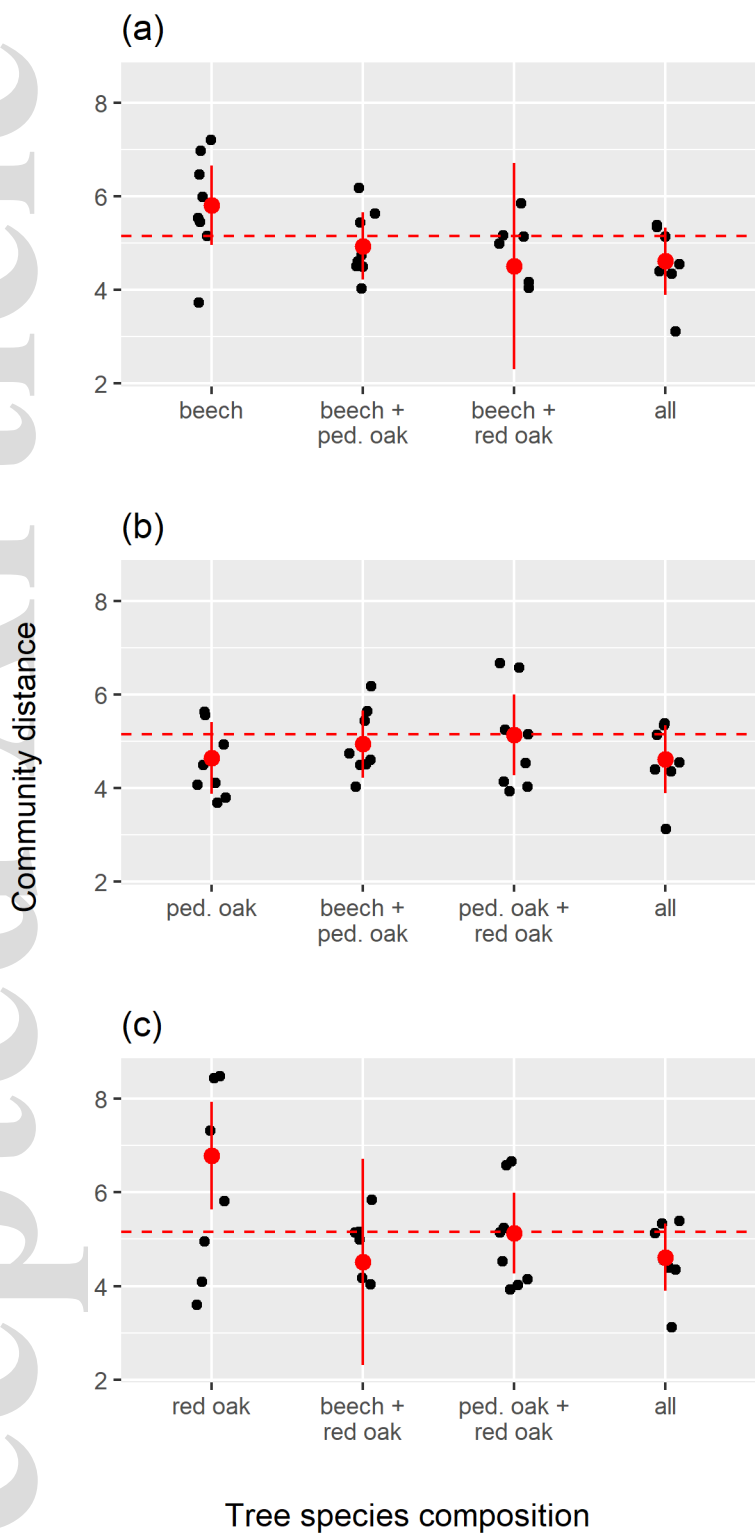 (a)
8
6
4
2
beech
beech +
ped. oak
beech +
red oak
all
(b)
8
6
4
2
ped. oak
beech +
ped. oak
ped. oak +
red oak
all
Community distance
(c)
8
6
4
2
red oak
beech +
red oak
ped. oak +
red oak
all
Tree species composition